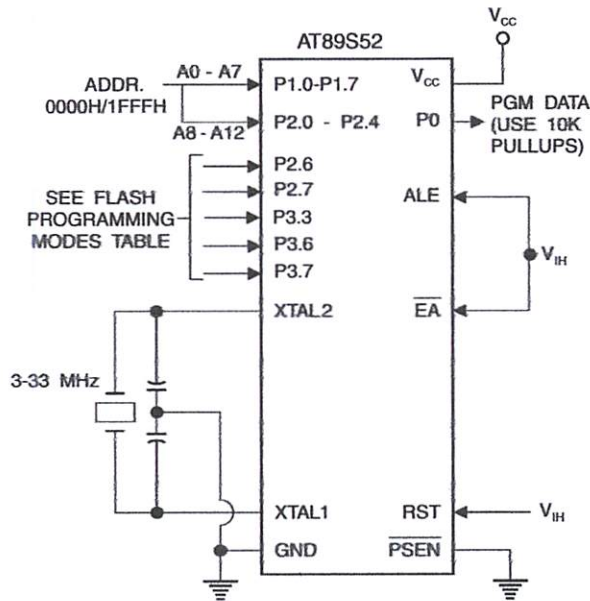 VCC
AT89S52
ADDR.
0000H/1FFFH
A0 - A7
A8 - A12
P1.0-P1.7
P2.0 - P2.4
P2.6
P2.7
P3.3
P3.6
P3.7
SEE FLASH
PROGRAMMING
MODES TABLE
VCC
P0
PGM DATA
(USE 10K
PULLUPS)
ALE
VIH
EA
XTAL2
3-33 MHz
XTAL1
GND
RST
VIH
PSEN